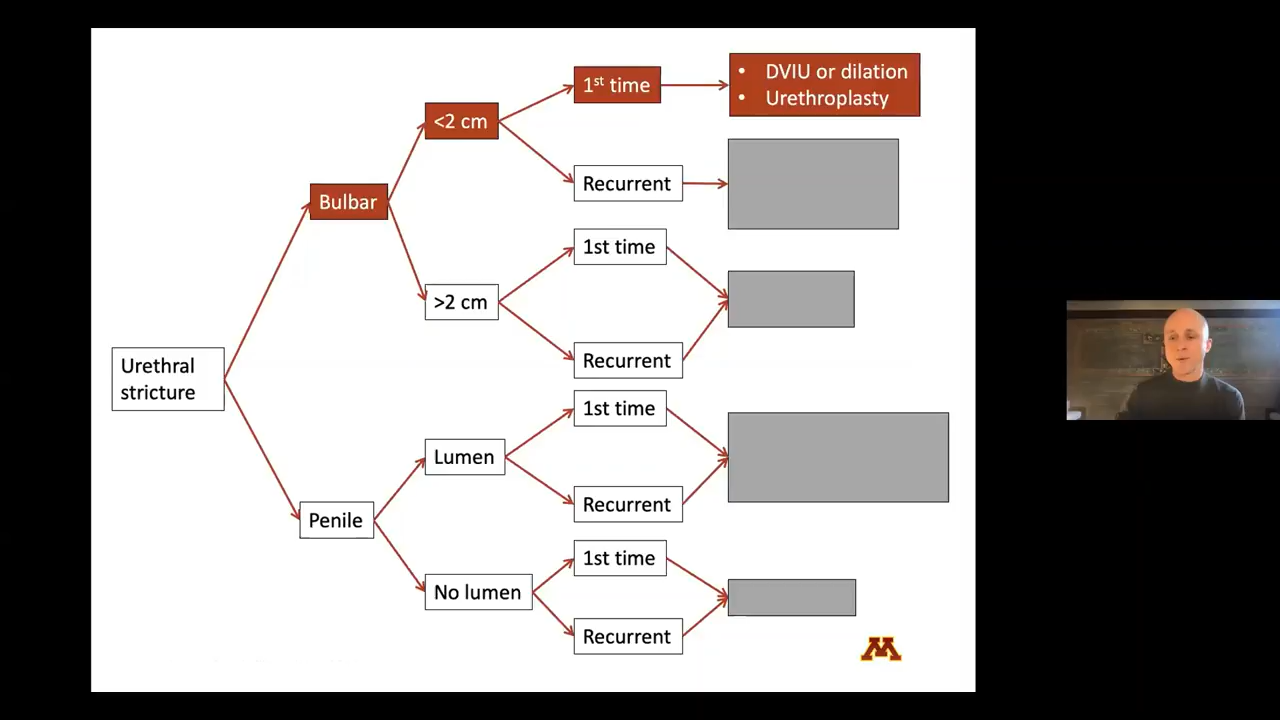 1st time
• DVIU or dilation
• Urethroplasty
<2 cm
Recurrent
Bulbar
1st time
>2 cm
Recurrent
Urethral
stricture
1st time
Lumen
Recurrent
Penile
1st time
No lumen
Recurrent
M